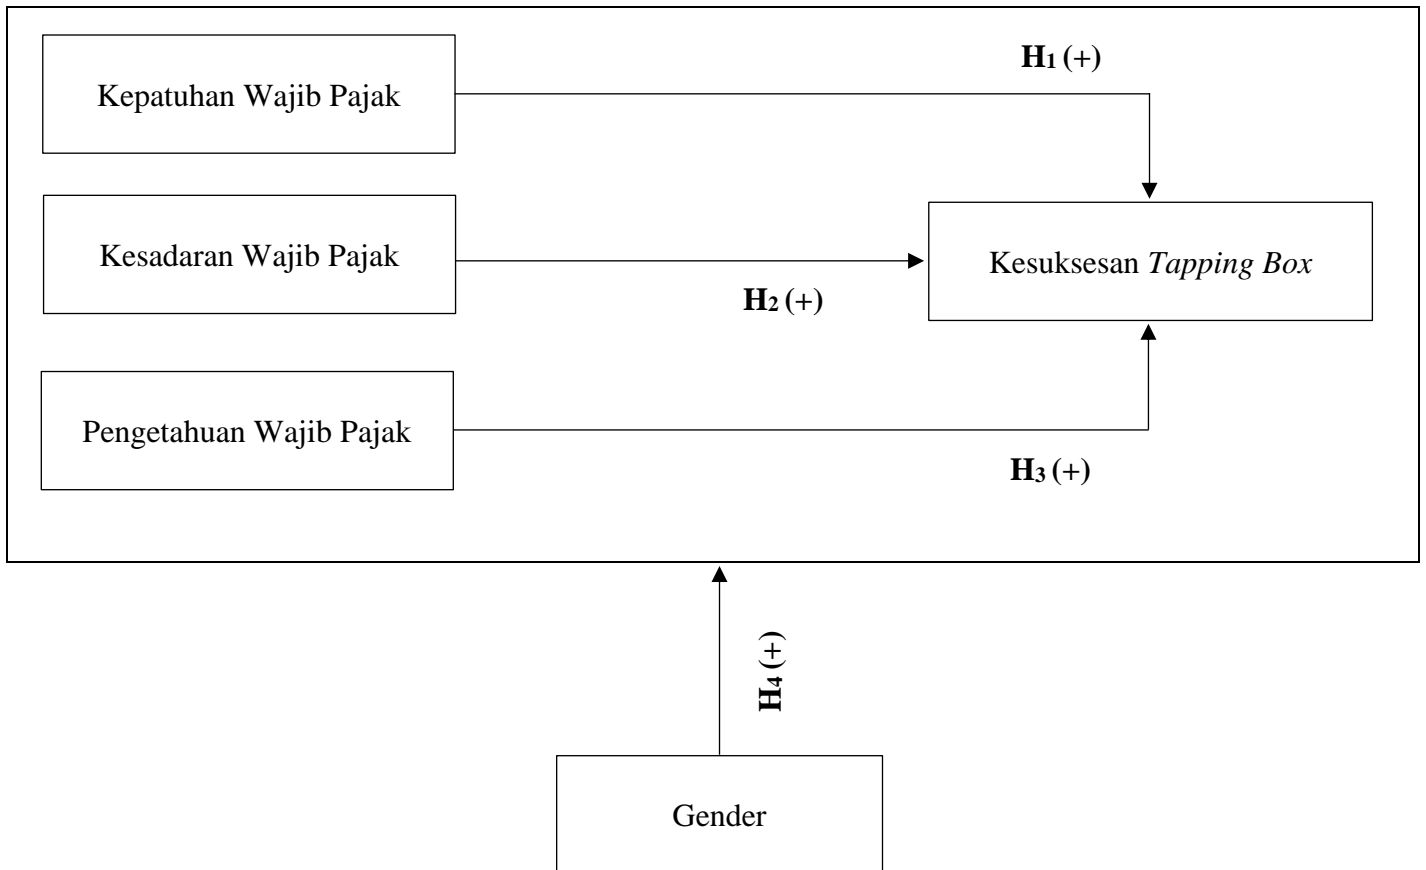 H1 (+)
Kepatuhan Wajib Pajak
Kesadaran Wajib Pajak
Kesuksesan Tapping Box
H2 (+)
Pengetahuan Wajib Pajak
H3 (+)
H4 (+)
Gender